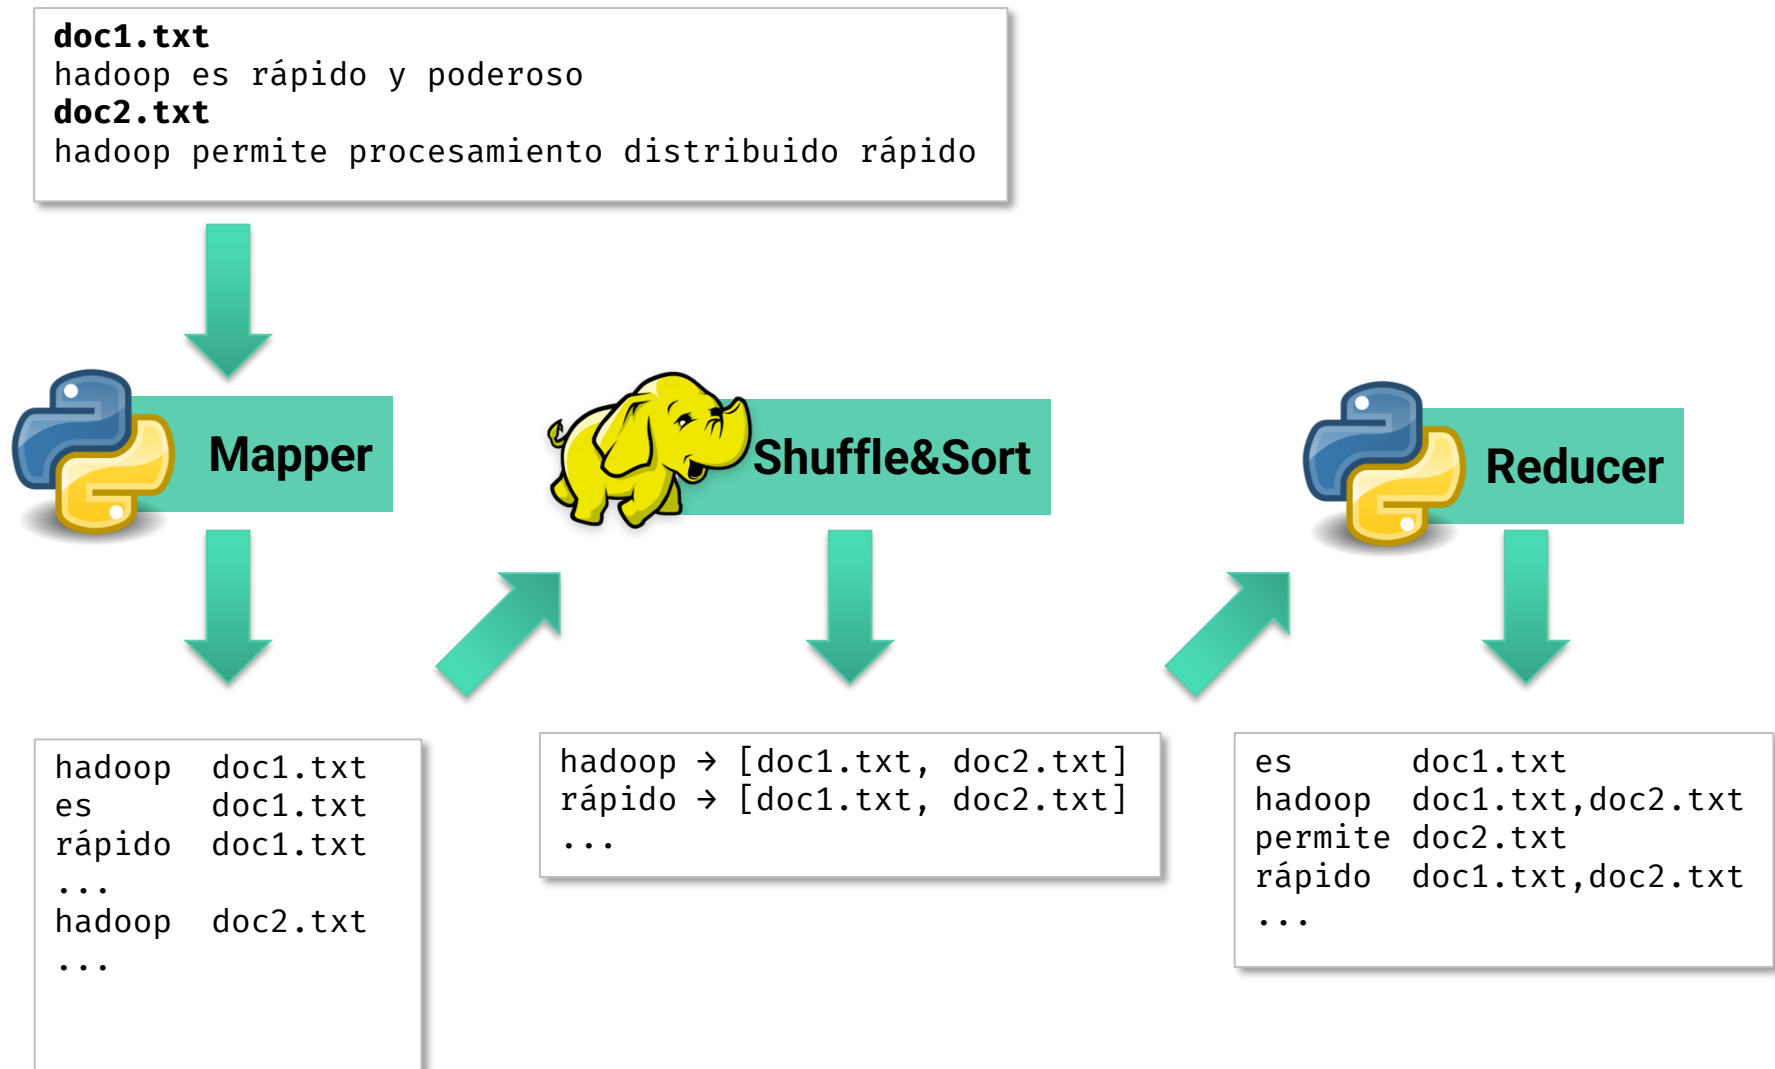 doc1.txt
hadoop es rápido y poderoso
doc2.txt
hadoop permite procesamiento distribuido rápido
Mapper
Shuffle&Sort
Reducer
hadoop  doc1.txt
es      doc1.txt
rápido  doc1.txt
...
hadoop  doc2.txt
...
hadoop → [doc1.txt, doc2.txt]
rápido → [doc1.txt, doc2.txt]
...
es      doc1.txt
hadoop  doc1.txt,doc2.txt
permite doc2.txt
rápido  doc1.txt,doc2.txt
...